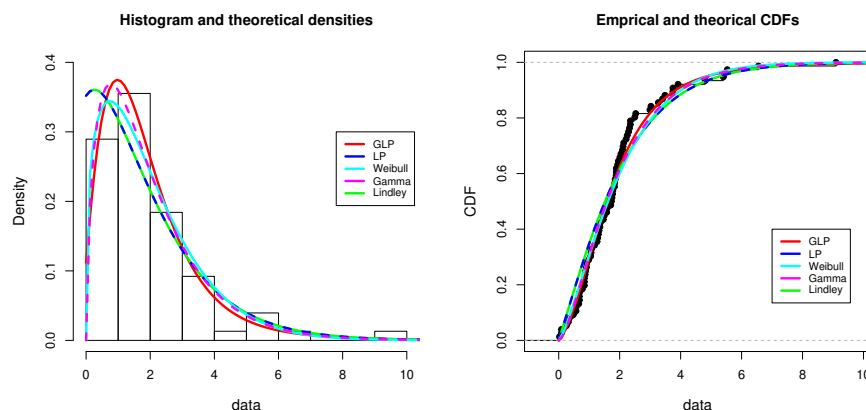 Histogram and theoretical densities
Density
0.0
0.1
0.2
0.3
0.4
0
2
4
6
8
10
data
GLP
LP
Weibull
Gamma
Lindley
Emprical and theorical CDFs
CDF
0.0
0.2
0.4
0.6
0.8
1.0
0
2
4
6
8
10
data
GLP
LP
Weibull
Gamma
Lindley